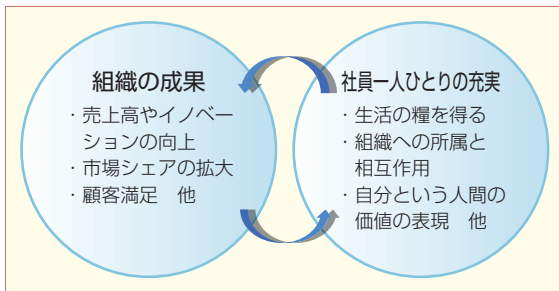 組織の成果
・売上高やイノベー
ションの向上
・市場シェアの拡大
・顧客満足　他
社員一人ひとりの充実
・生活の糧を得る
・組織への所属と
相互作用
・自分という人間の
価値の表現　他